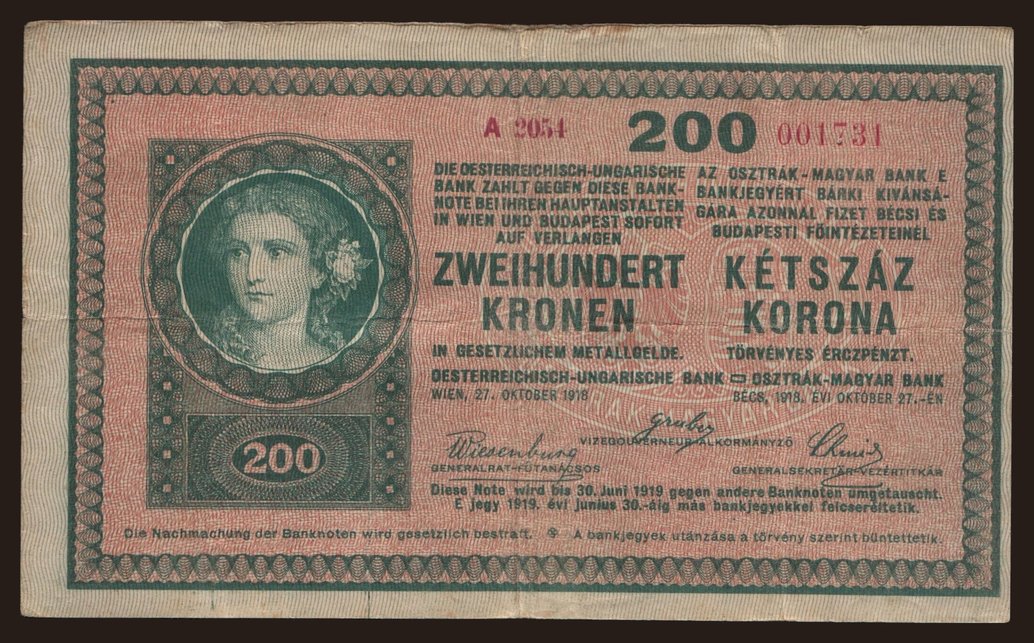 A 2054 200 001731
DIE OESTERREICHISCH-UNGARISCHE
BANK ZAHLT GEGEN DIESE BANK-
NOTE BEI IHREN HAUPTANSTALTEN
IN WIEN UND BUDAPEST SOFORT
AUF VERLANGEN
ZWEIHUNDERT
KRONEN
IN GESETZLICHEM METALLGELDE.
AZ OSZTRÁK-MAGYAR BANK E
BANKJEGYÉRT BÁRKI KIVÁNSÁ-
GÁRA AZONNAL FIZET BÉCSI ÉS
BUDAPESTI FŐINTÉZETEINÉL
KÉTSZÁZ
KORONA
TÖRVÉNYES ÉRCZPÉNZT.
OESTERREICHISCH-UNGARISCHE BANK OSZTRÁK-MAGYAR BANK
WIEN, 27. OKTOBER 1918
BÉCS, 1918. ÉVI OKTÓBER 27.-ÉN
Gruber
VIZEGOUVERNEUR ALKORMÁNYZÓ
Wiesenburg
GENERALRAT-FŐTANÁCSOS
Schmid
GENERALSEKRETÄR-VEZÉRTITKÁR
Diese Note wird bis 30. Juni 1919 gegen andere Banknoten umgetauscht.
E jegy 1919. évi junius 30.-áig más bankjegyekkel felcseréltetik.
200
Die Nachmachung der Banknoten wird gesetzlich bestraft. A bankjegyek utánzása a törvény szerint büntettetik.